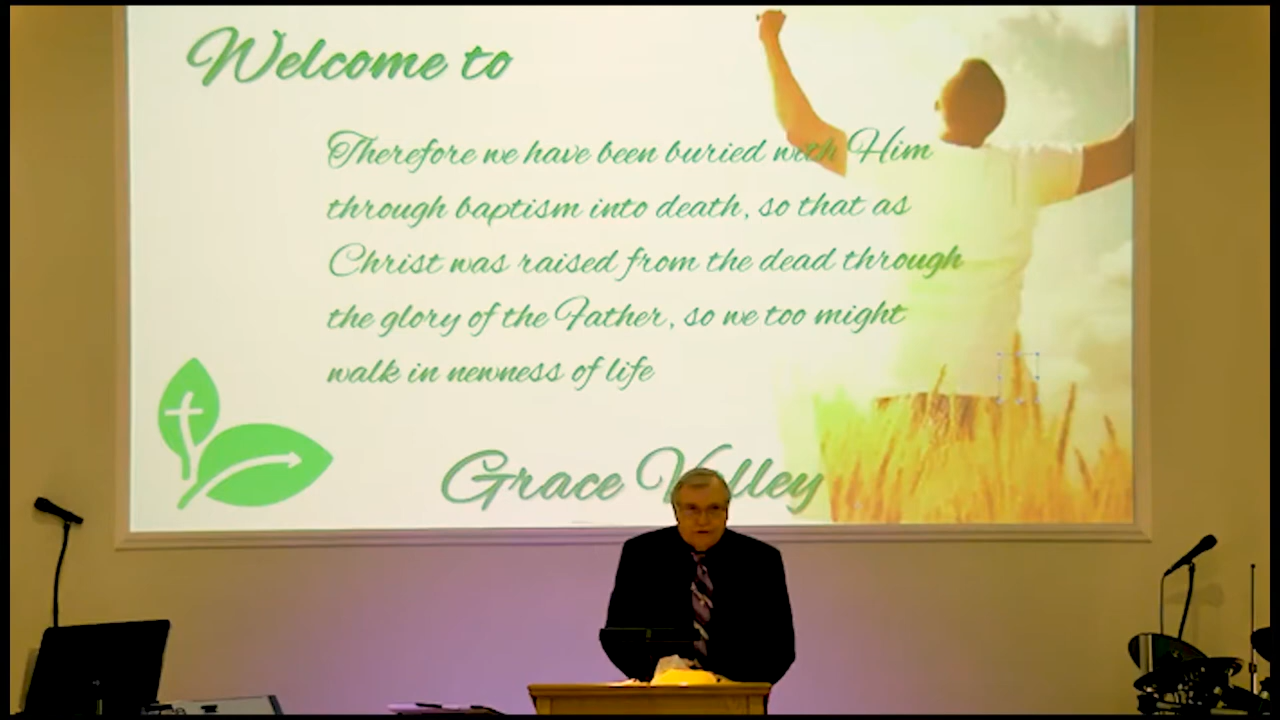 Welcome to
Therefore we have been buried with Him
through baptism into death, so that as
Christ was raised from the dead through
the glory of the Father, so we too might
walk in newness of life
Grace Valley